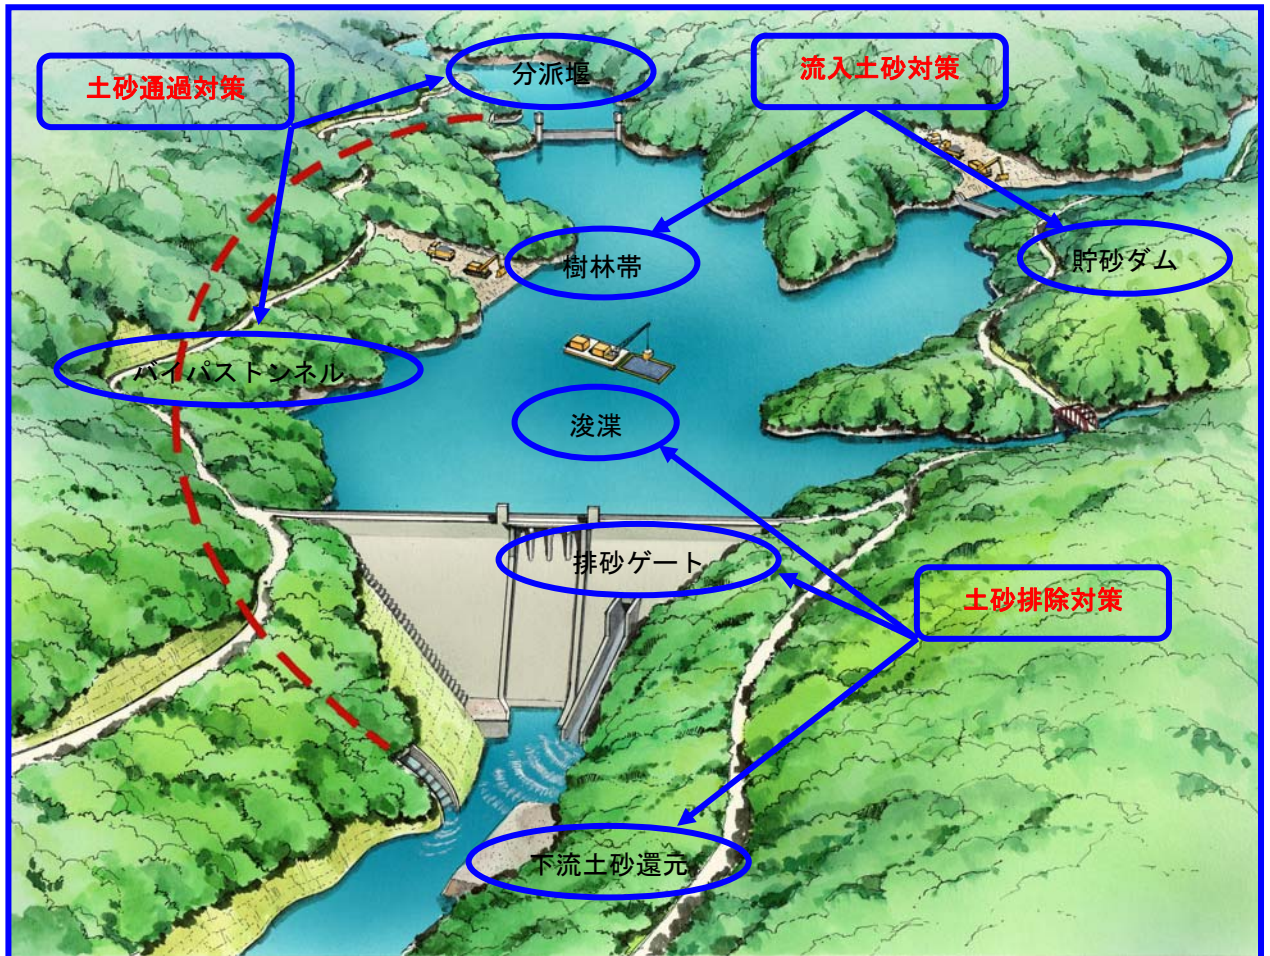 分派堰
流入土砂対策
土砂通過対策
樹林帯
貯砂ダム
バイパストンネル
浚渫
排砂ゲート
土砂排除対策
下流土砂還元